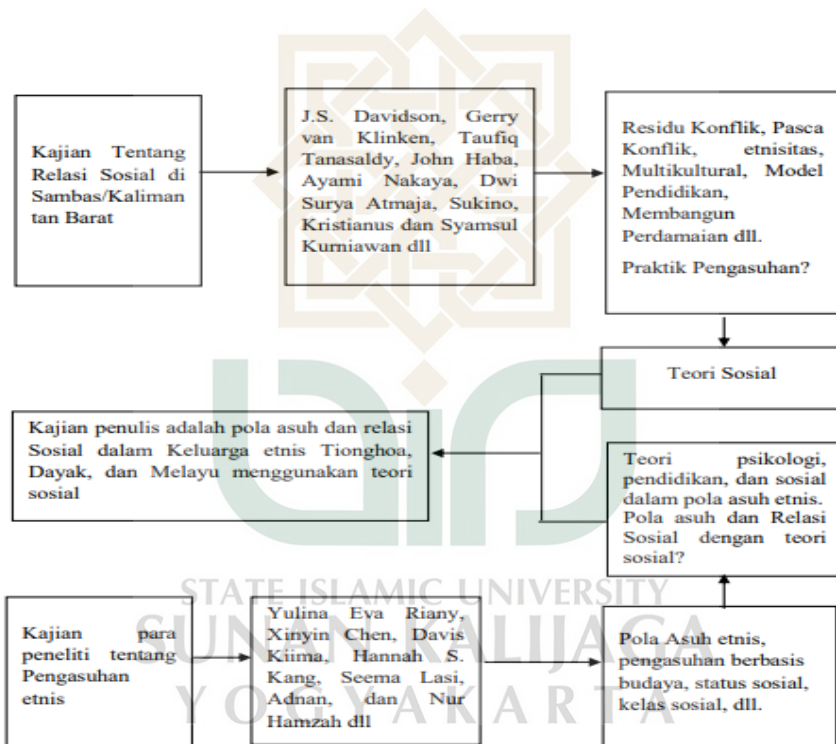 Kajian Tentang
Relasi Sosial di
Sambas/Kaliman
tan Barat
J.S. Davidson, Gerry
van Klinken, Taufiq
Tanasaldy, John Haba,
Ayami Nakaya, Dwi
Surya Atmaja, Sukino,
Kristianus dan Syamsul
Kurniawan dll
Residu Konflik, Pasca
Konflik, etnisitas,
Multikultural, Model
Pendidikan,
Membangun
Perdamaian dll.
Praktik Pengasuhan?
Teori Sosial
Kajian penulis adalah pola asuh dan relasi
Sosial dalam Keluarga etnis Tionghoa,
Dayak, dan Melayu menggunakan teori
sosial
Teori psikologi,
pendidikan, dan sosial
dalam pola asuh etnis.
Pola asuh dan Relasi
Sosial dengan teori
sosial?
Kajian para
peneliti tentang
Pengasuhan
etnis
Yulina Eva Riany,
Xinyin Chen, Davis
Kiima, Hannah S.
Kang, Seema Lasi,
Adnan, dan Nur
Hamzah dll
Pola Asuh etnis,
pengasuhan berbasis
budaya, status sosial,
kelas sosial, dll.
STATE ISLAMIC UNIVERSITY
SUNAN KALIJAGA
YOGYAKARTA